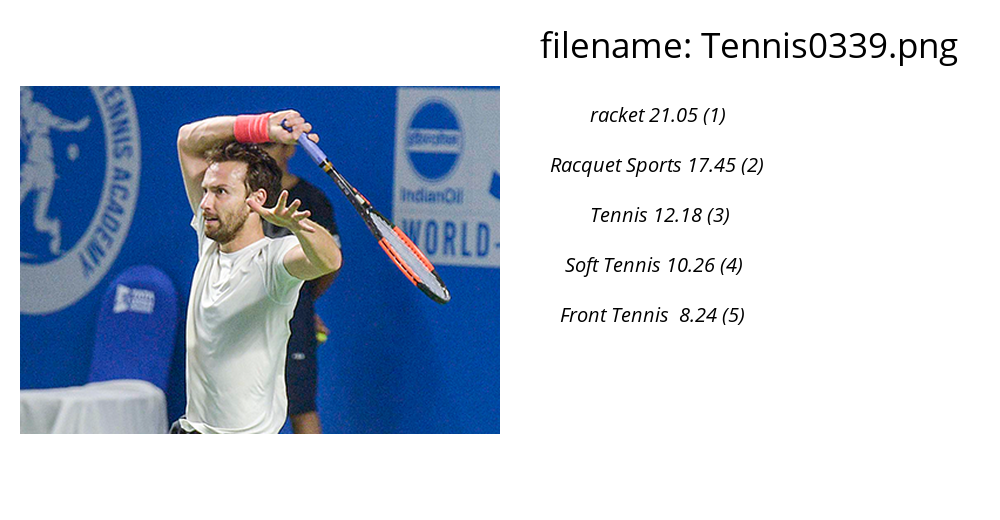 filename: Tennis0339.png
racket 21.05 (1)
Racquet Sports 17.45 (2)
Tennis 12.18 (3)
Soft Tennis 10.26 (4)
Front Tennis 8.24 (5)
ENNIS ACADEMY
IndianOil
WORLD-